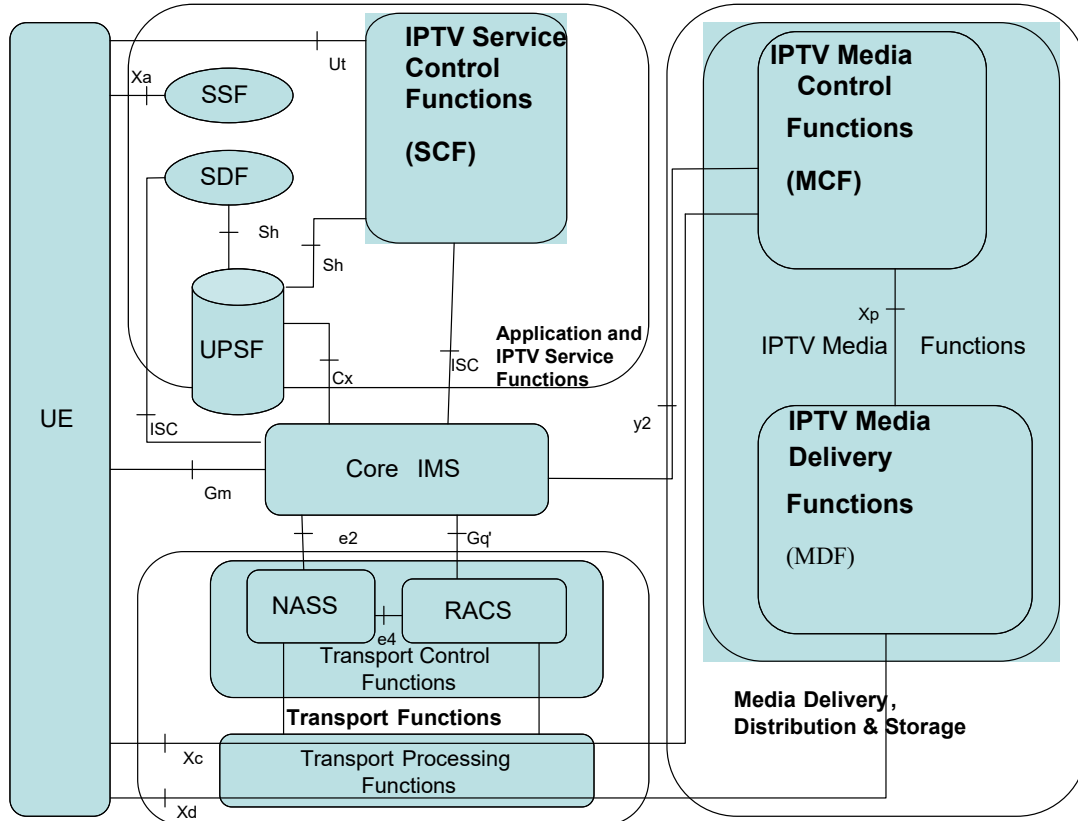 UE
Xa
Ut
SSF
SDF
Sh
Sh
UPSF
Cx
ISC
ISC
Gm
IPTV Service
Control
Functions
(SCF)
Application and
IPTV Service
Functions
Core IMS
e2
Gq'
NASS
e4
RACS
Transport Control
Functions
Transport Functions
Transport Processing
Functions
Xc
Xd
y2
IPTV Media
Control
Functions
(MCF)
Xp
IPTV Media Functions
IPTV Media
Delivery
Functions
(MDF)
Media Delivery,
Distribution & Storage